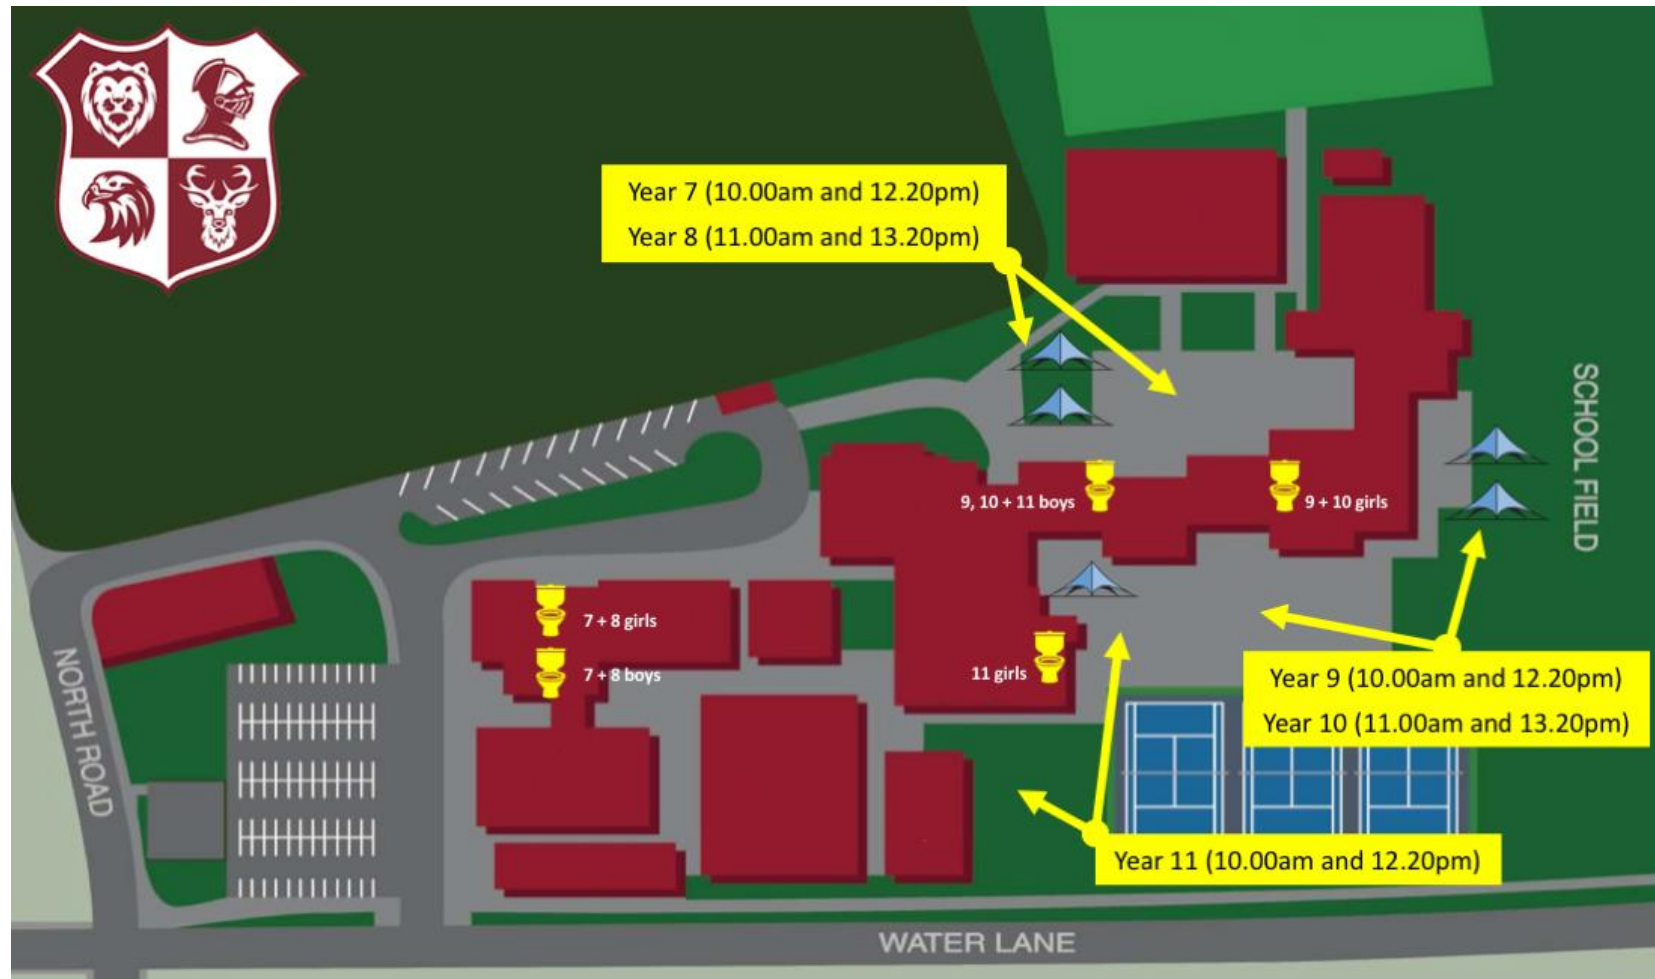 Year 7 (10.00am and 12.20pm)
Year 8 (11.00am and 13.20pm)
SCHOOL FIELD
9, 10 + 11 boys
9 + 10 girls
7 + 8 girls
7 + 8 boys
11 girls
NORTH ROAD
Year 9 (10.00am and 12.20pm)
Year 10 (11.00am and 13.20pm)
Year 11 (10.00am and 12.20pm)
WATER LANE